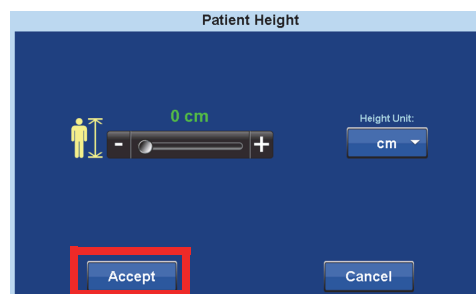 Patient Height
0 cm
Height Unit:
- +
cm
Accept Cancel